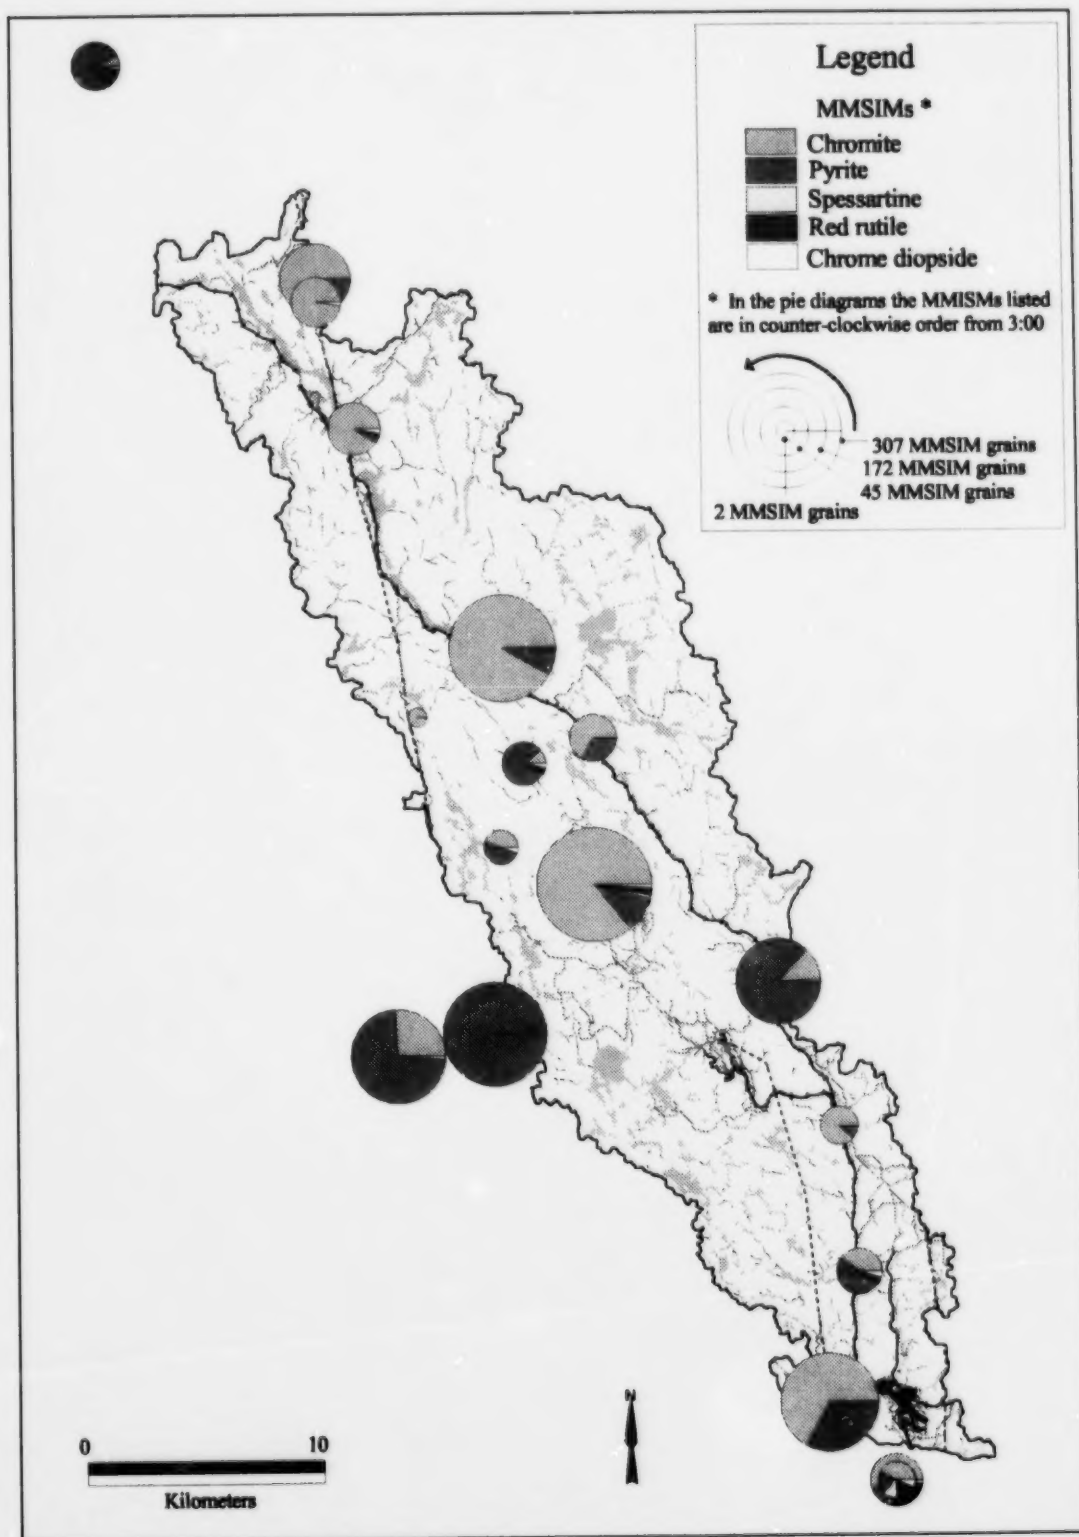 Legend
MMSIMs *
Chromite
Pyrite
Spessartine
Red rutile
Chrome diopside
* In the pie diagrams the MMISMs listed
are in counter-clockwise order from 3:00
307 MMSIM grains
172 MMSIM grains
45 MMSIM grains
2 MMSIM grains
N
0 10
Kilometers